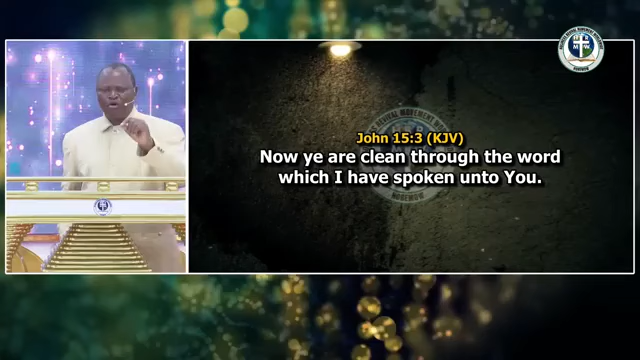 John 15:3 (KJV)
Now ye are clean through the word
which I have spoken unto You.